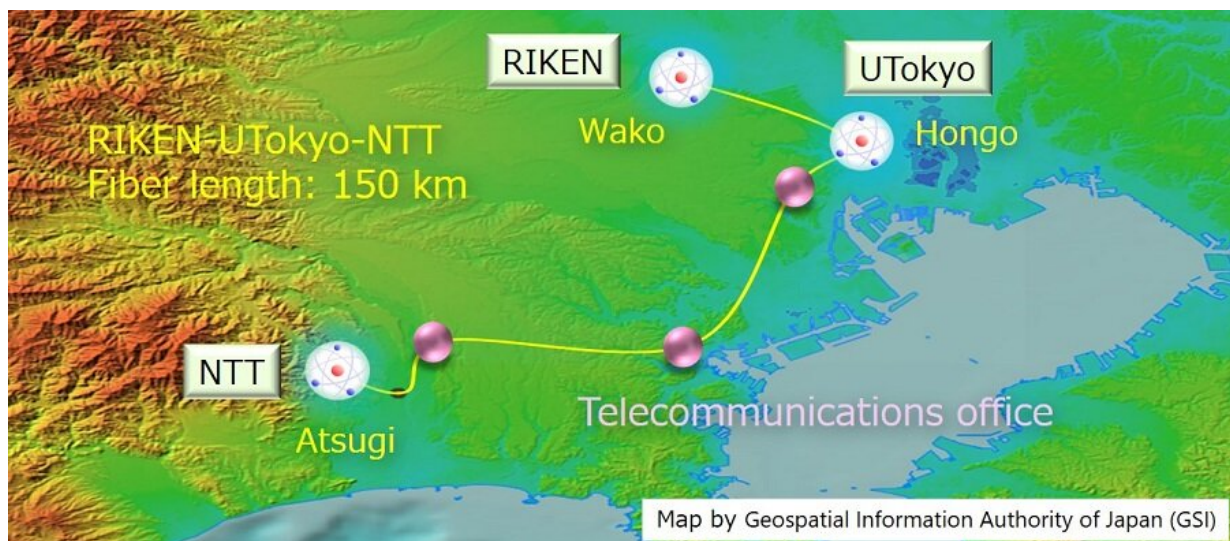 RIKEN
UTokyo
Wako
Hongo
RIKEN-UTokyo-NTT
Fiber length: 150 km
NTT
Atsugi
Telecommunications office
Map by Geospatial Information Authority of Japan (GSI)